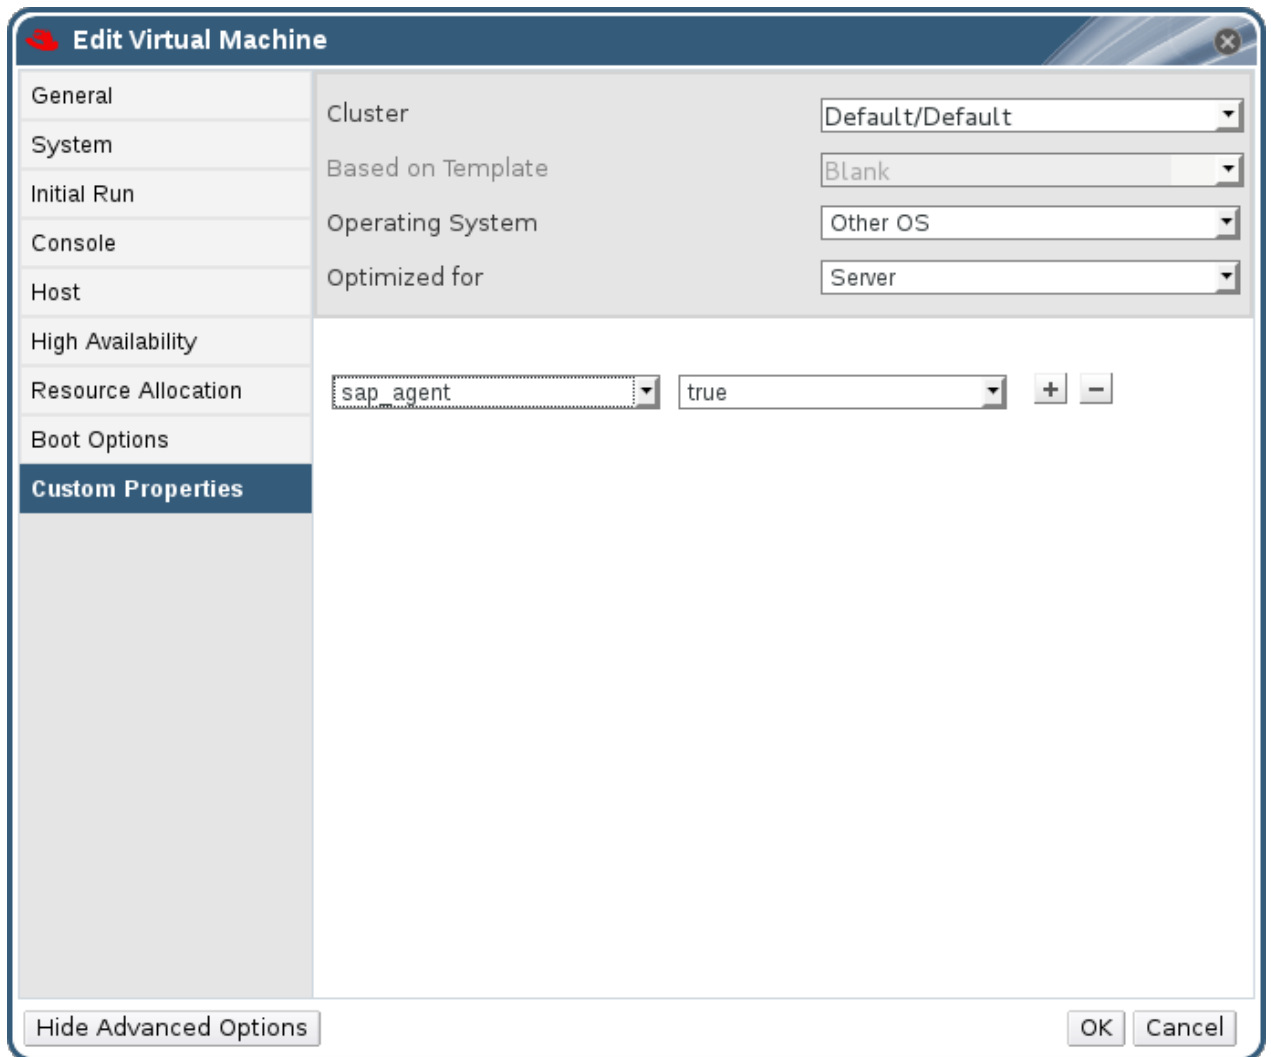 Edit Virtual Machine
General
System
Initial Run
Console
Host
High Availability
Resource Allocation
Boot Options
Custom Properties
Cluster Default/Default
Based on Template Blank
Operating System Other OS
Optimized for Server
sap_agent true + −
Hide Advanced Options OK Cancel